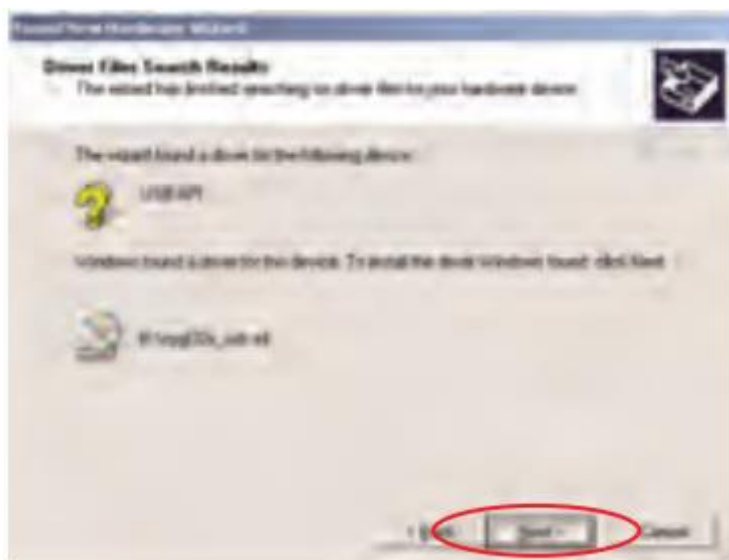 Found New Hardware Wizard
Driver Files Search Results
The wizard has finished searching for driver files for your hardware device.
The wizard found a driver for the following device:
USB API
Windows found a driver for this device. To install the driver Windows found, click Next.
< Back
Next >
Cancel